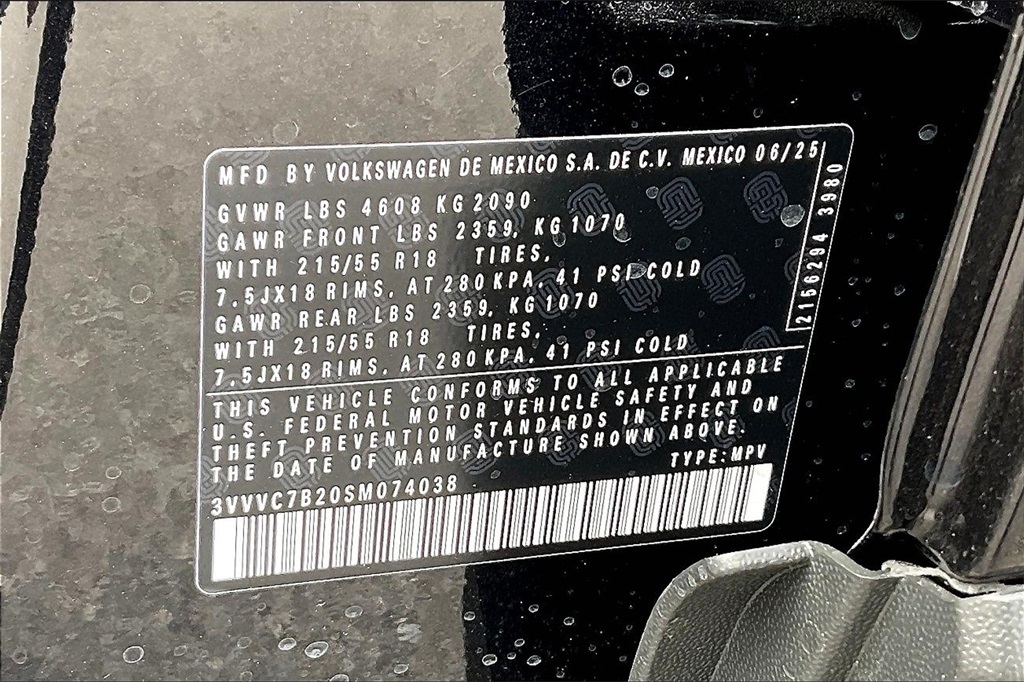 MFD BY VOLKSWAGEN DE MEXICO S.A. DE C.V. MEXICO 06/25
GVWR LBS 4608 KG 2090
GAWR FRONT LBS 2359, KG 1070
WITH 215/55 R18 TIRES,
7.5JX18 RIMS, AT 280 KPA, 41 PSI COLD
GAWR REAR LBS 2359, KG 1070
WITH 215/55 R18 TIRES,
7.5JX18 RIMS, AT 280 KPA, 41 PSI COLD
2156294 3980
THIS VEHICLE CONFORMS TO ALL APPLICABLE
U.S. FEDERAL MOTOR VEHICLE SAFETY AND
THEFT PREVENTION STANDARDS IN EFFECT ON
THE DATE OF MANUFACTURE SHOWN ABOVE.
TYPE: MPV
3VVVC7B20SM074038